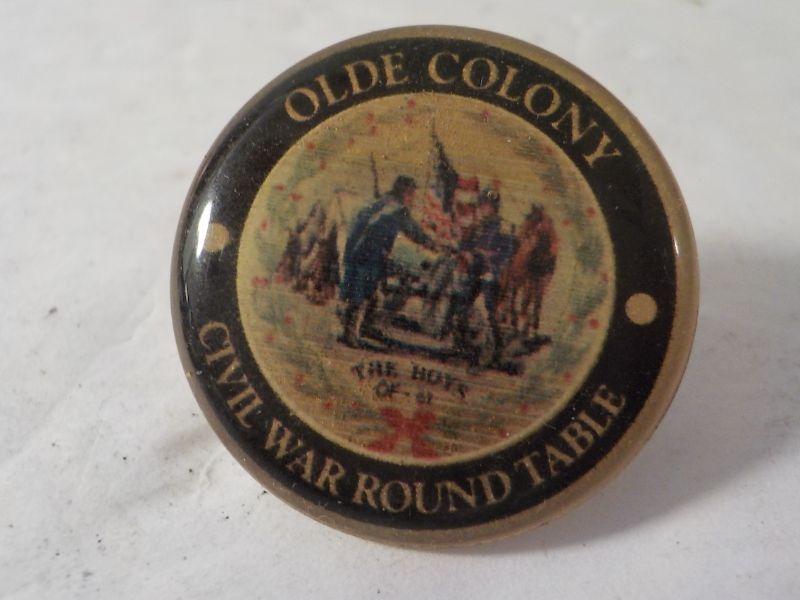 OLDE COLONY
THE BOYS
OF - 61
CIVIL WAR ROUND TABLE